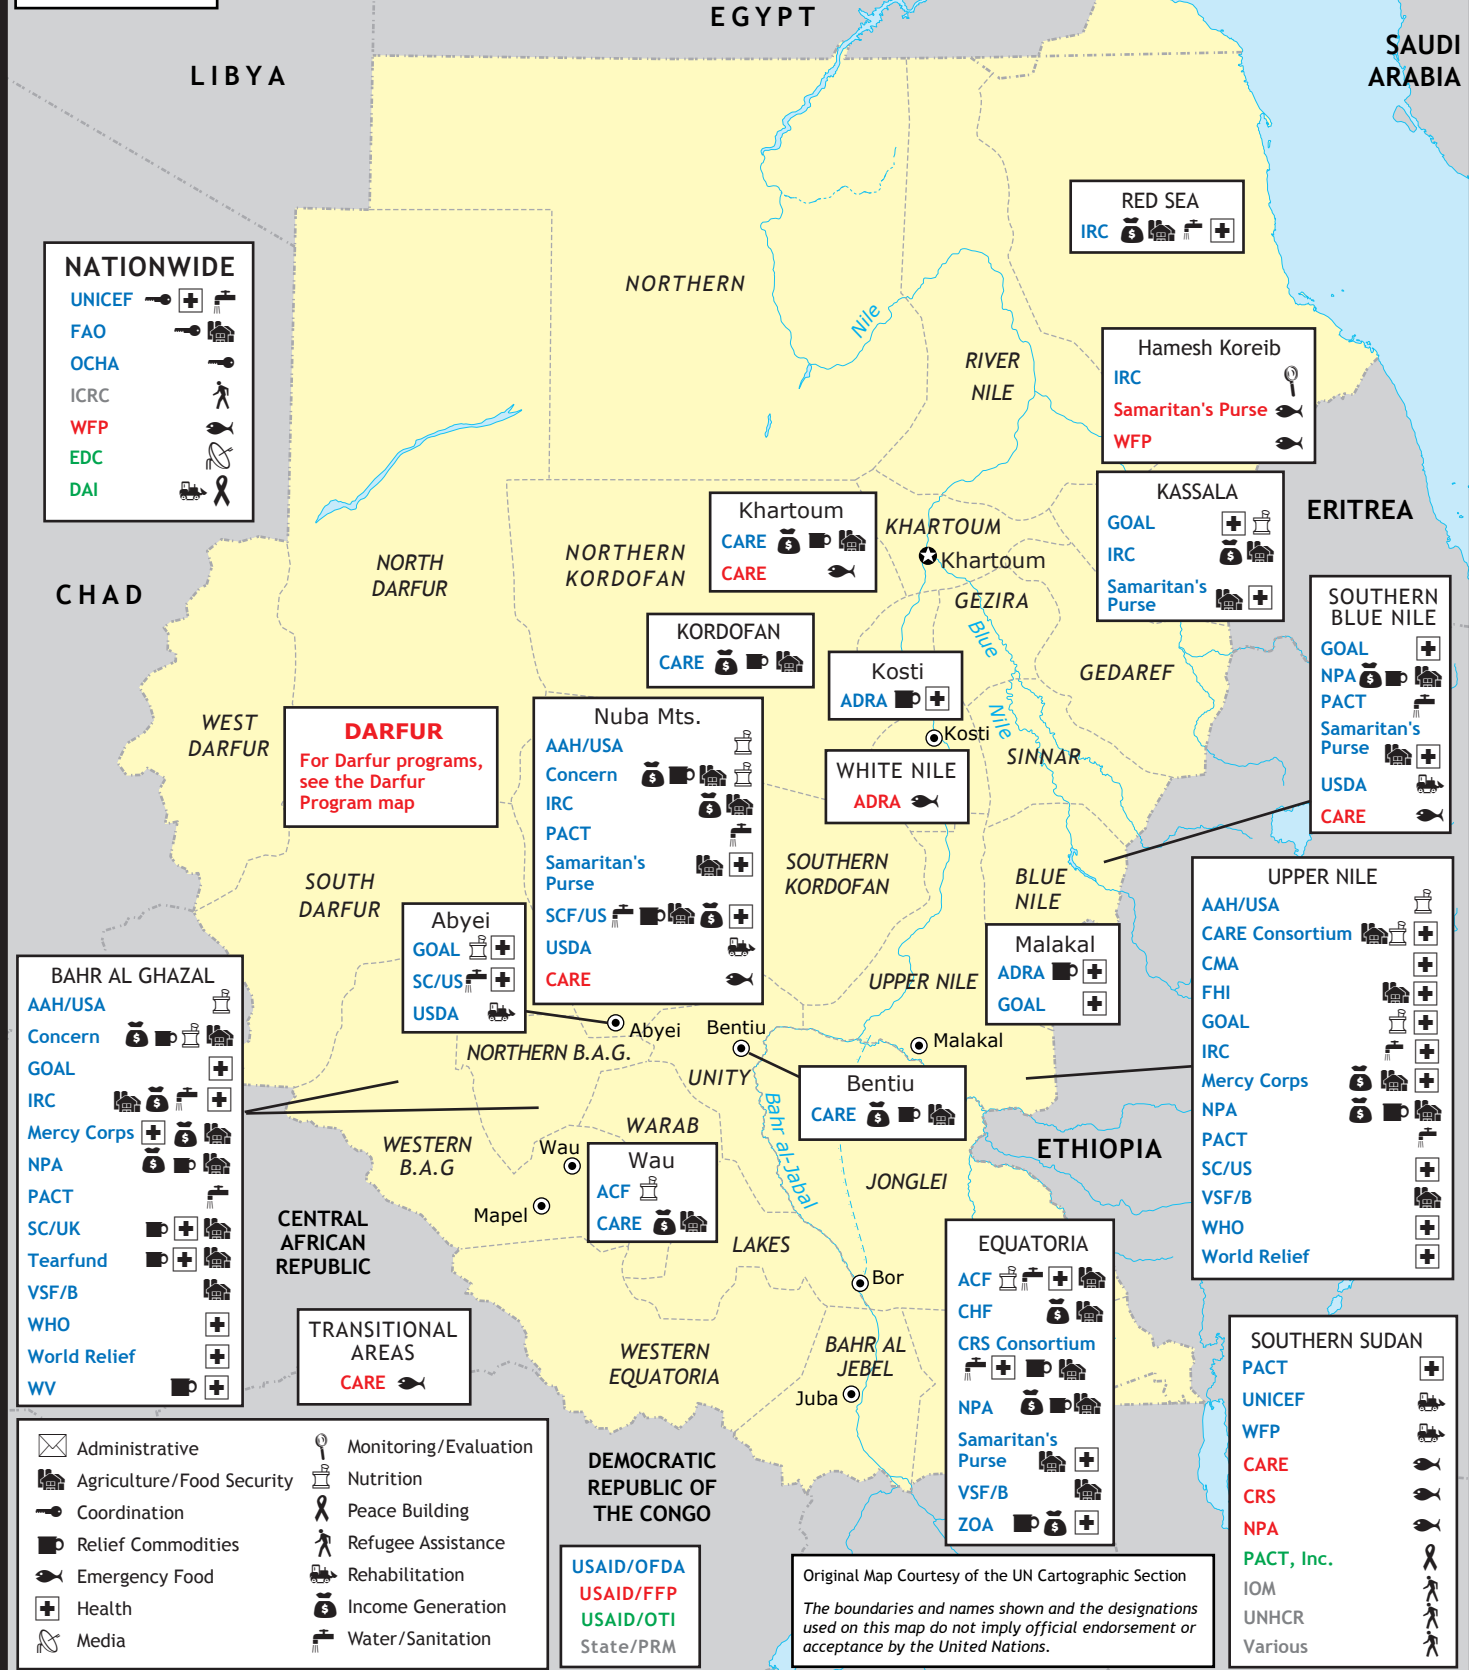 EGYPT
LIBYA
SAUDI
ARABIA
RED SEA
IRC
NATIONWIDE
UNICEF
FAO
OCHA
ICRC
WFP
EDC
DAI
NORTHERN
Nile
RIVER
NILE
Hamesh Koreib
IRC
Samaritan's Purse
WFP
KASSALA
GOAL
IRC
Samaritan's
Purse
ERITREA
Khartoum
CARE
CARE
KHARTOUM
Khartoum
NORTHERN
KORDOFAN
NORTH
DARFUR
CHAD
GEZIRA
Blue
Nile
GEDAREF
SOUTHERN
BLUE NILE
GOAL
NPA
PACT
Samaritan's
Purse
USDA
CARE
KORDOFAN
CARE
Kosti
ADRA
Kosti
SINNAR
WHITE NILE
ADRA
WEST
DARFUR
DARFUR
For Darfur programs,
see the Darfur
Program map
Nuba Mts.
AAH/USA
Concern
IRC
PACT
Samaritan's
Purse
SCF/US
USDA
CARE
SOUTHERN
KORDOFAN
BLUE
NILE
SOUTH
DARFUR
Abyei
GOAL
SC/US
USDA
Abyei
Malakal
ADRA
GOAL
UPPER NILE
Malakal
UPPER NILE
AAH/USA
CARE Consortium
CMA
FHI
GOAL
IRC
Mercy Corps
NPA
PACT
SC/US
VSF/B
WHO
World Relief
BAHR AL GHAZAL
AAH/USA
Concern
GOAL
IRC
Mercy Corps
NPA
PACT
SC/UK
Tearfund
VSF/B
WHO
World Relief
WV
NORTHERN B.A.G.
Bentiu
UNITY
Bentiu
CARE
Bahr al-Jabal
WARAB
WESTERN
B.A.G
Wau
Wau
ACF
CARE
Mapel
ETHIOPIA
JONGLEI
LAKES
Bor
CENTRAL
AFRICAN
REPUBLIC
EQUATORIA
ACF
CHF
CRS Consortium
NPA
Samaritan's
Purse
VSF/B
ZOA
TRANSITIONAL
AREAS
CARE
WESTERN
EQUATORIA
BAHR AL
JEBEL
Juba
SOUTHERN SUDAN
PACT
UNICEF
WFP
CARE
CRS
NPA
PACT, Inc.
IOM
UNHCR
Various
DEMOCRATIC
REPUBLIC OF
THE CONGO
Administrative
Agriculture/Food Security
Coordination
Relief Commodities
Emergency Food
Health
Media
Monitoring/Evaluation
Nutrition
Peace Building
Refugee Assistance
Rehabilitation
Income Generation
Water/Sanitation
USAID/OFDA
USAID/FFP
USAID/OTI
State/PRM
Original Map Courtesy of the UN Cartographic Section
The boundaries and names shown and the designations
used on this map do not imply official endorsement or
acceptance by the United Nations.